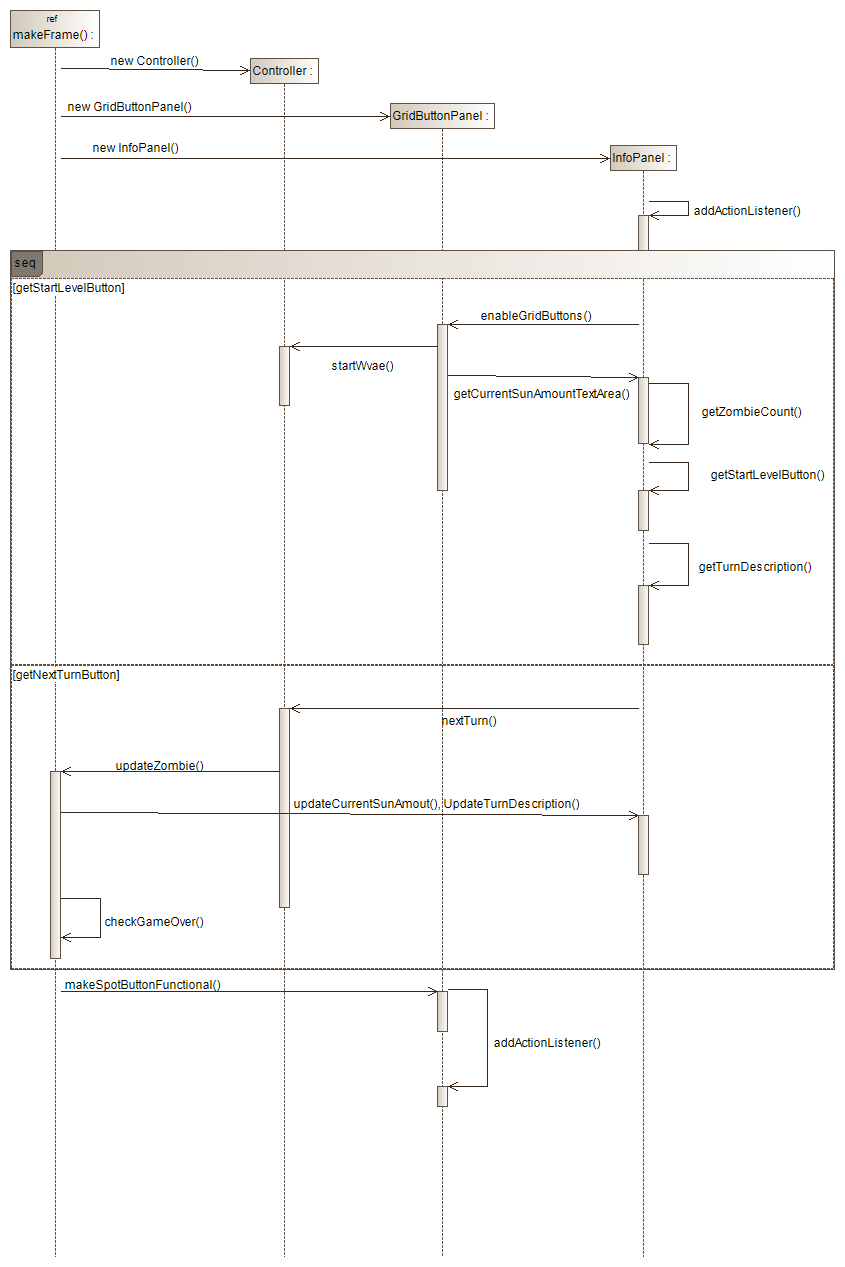 ref
makeFrame() :
new Controller()
Controller :
new GridButtonPanel()
GridButtonPanel :
new InfoPanel()
InfoPanel :
addActionListener()
seq
[getStartLevelButton]
enableGridButtons()
startWvae()
getCurrentSunAmountTextArea()
getZombieCount()
getStartLevelButton()
getTurnDescription()
[getNextTurnButton]
nextTurn()
updateZombie()
updateCurrentSunAmout(), UpdateTurnDescription()
checkGameOver()
makeSpotButtonFunctional()
addActionListener()